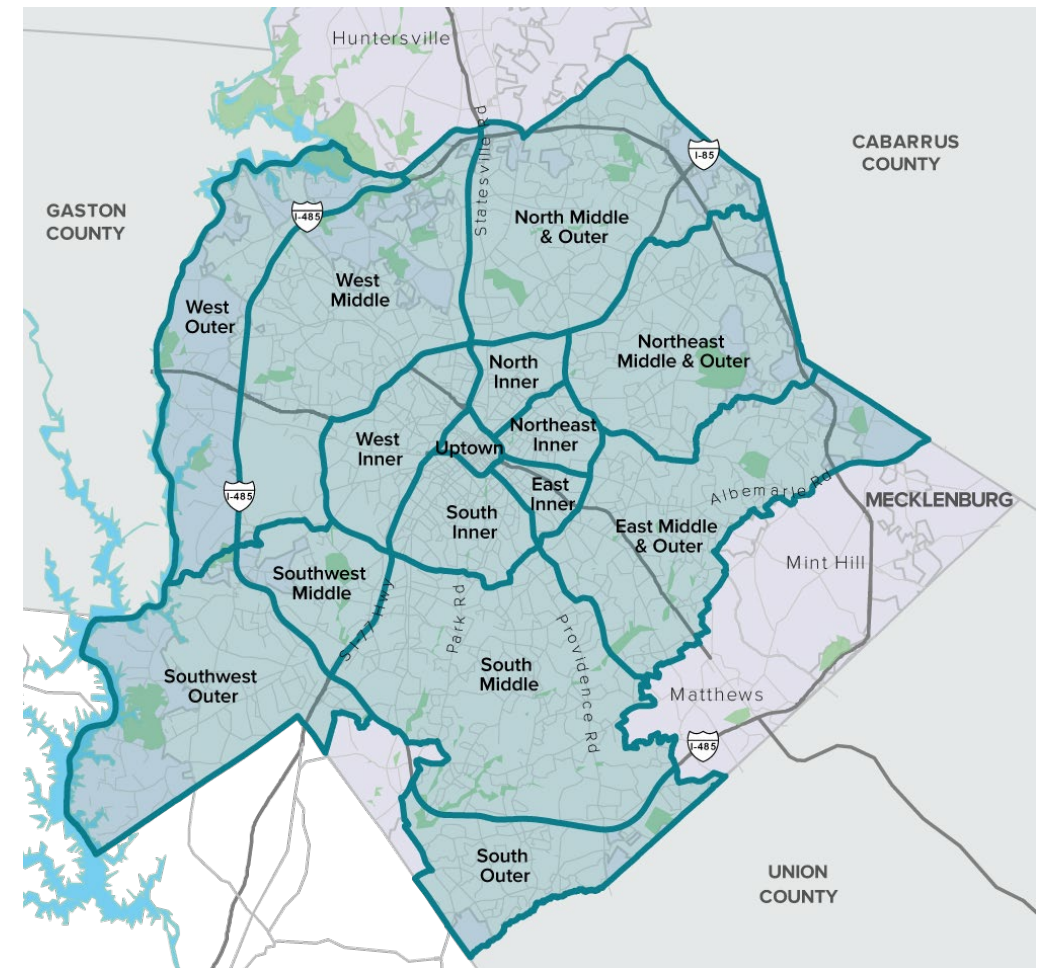 Huntersville
Statesville Rd
CABARRUS
COUNTY
I-85
GASTON
COUNTY
I-485
North Middle
& Outer
West
Middle
West
Outer
Northeast
Middle & Outer
North
Inner
Northeast
Inner
West
Inner
Uptown
East
Inner
South
Inner
I-485
Albemarle Rd
MECKLENBURG
East Middle
& Outer
Mint Hill
Southwest
Middle
S I 77 Hwy
Park Rd
Providence Rd
South
Middle
Southwest
Outer
Matthews
I-485
South
Outer
UNION
COUNTY